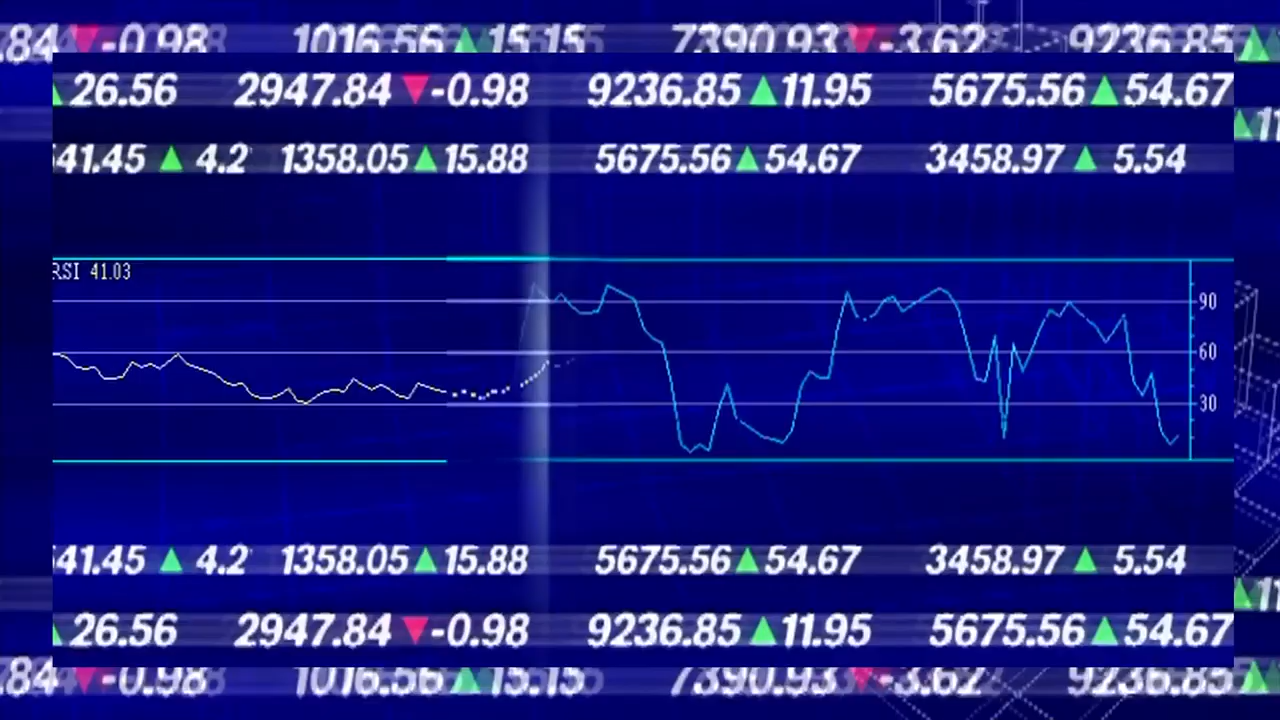 .84 ▼-0.98 1016.56 ▲15.15 7390.93 ▼-3.62 9236.85▲
▲26.56 2947.84 ▼-0.98 9236.85 ▲11.95 5675.56▲54.67
▲11
41.45 ▲ 4.2 1358.05▲15.88 5675.56▲54.67 3458.97 ▲ 5.54
RSI 41.03
90
60
30
41.45 ▲ 4.2 1358.05▲15.88 5675.56▲54.67 3458.97 ▲ 5.54
▲11
▲26.56 2947.84 ▼-0.98 9236.85 ▲11.95 5675.56▲54.67
.84 ▼-0.98 1016.56 ▲15.15 7390.93 ▼-3.62 9236.85▲